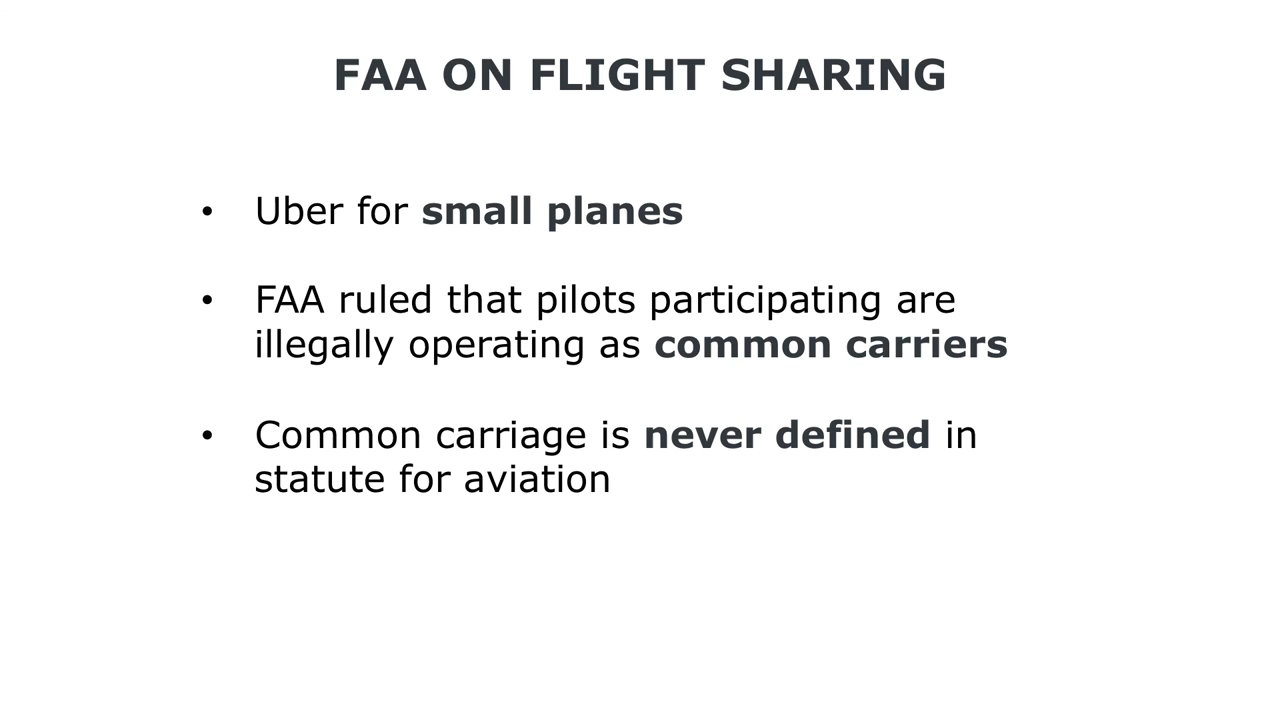 FAA ON FLIGHT SHARING
• Uber for small planes
• FAA ruled that pilots participating are
illegally operating as common carriers
• Common carriage is never defined in
statute for aviation